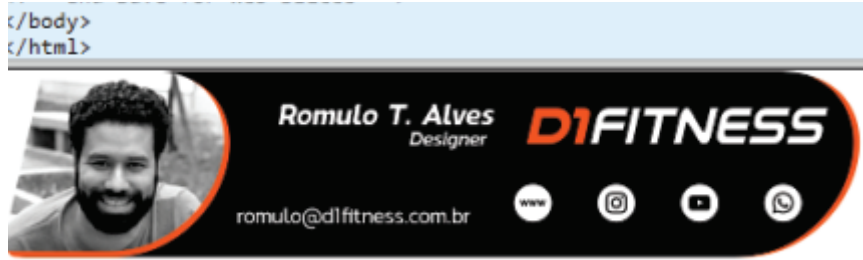 </body>
</html>
Romulo T. Alves
Designer
D1FITNESS
romulo@d1fitness.com.br
www